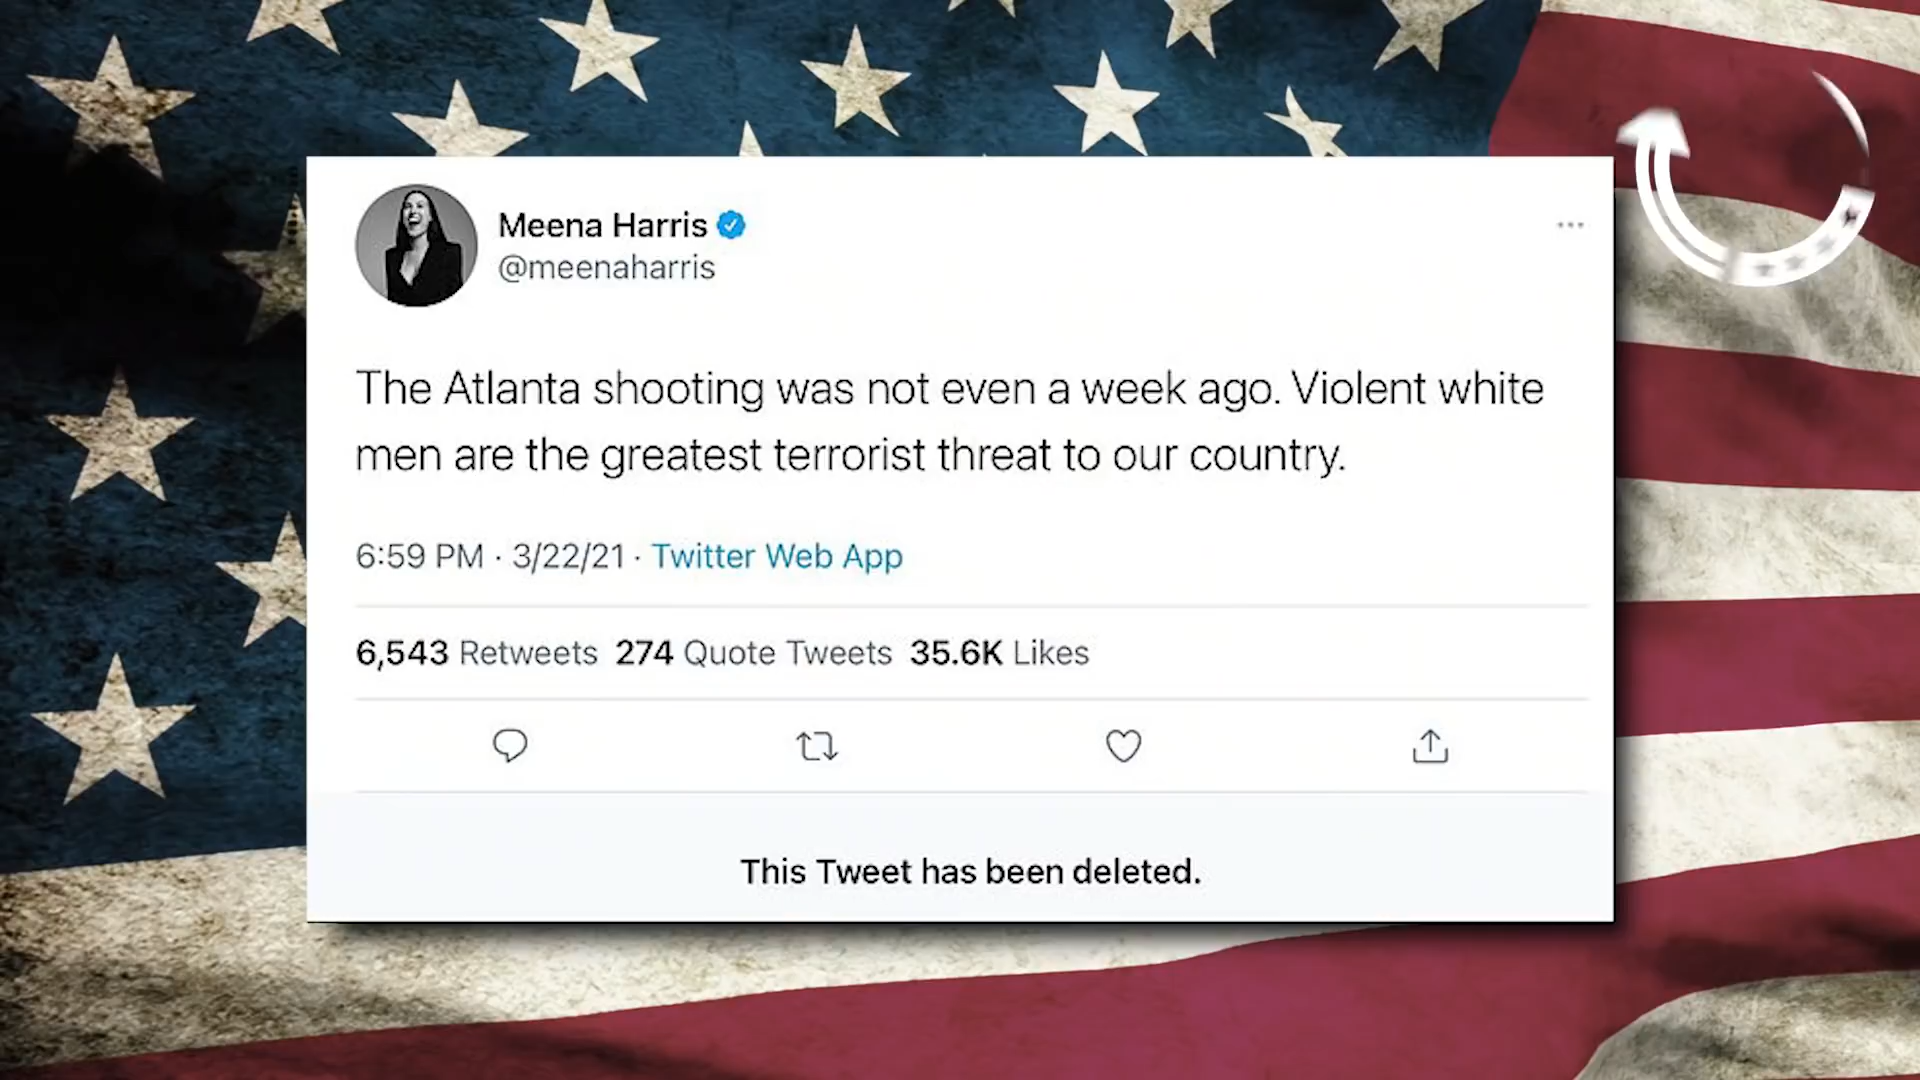 Meena Harris
@meenaharris
The Atlanta shooting was not even a week ago. Violent white
men are the greatest terrorist threat to our country.
6:59 PM · 3/22/21 · Twitter Web App
6,543 Retweets 274 Quote Tweets 35.6K Likes
This Tweet has been deleted.